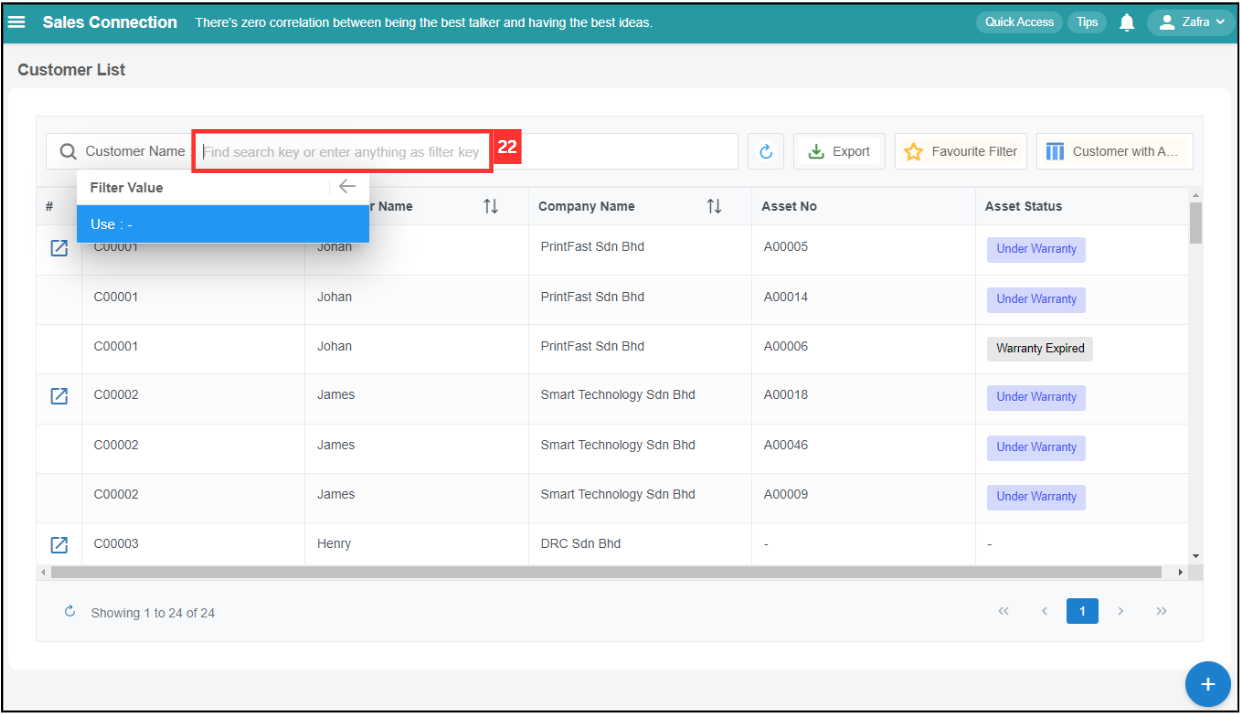 Sales Connection There's zero correlation between being the best talker and having the best ideas. Quick Access Tips Zafra
Customer List
Customer Name Find search key or enter anything as filter key 22 Export Favourite Filter Customer with A...
Filter Value
# r Name Company Name Asset No Asset Status
Use : -
C00001 Johan PrintFast Sdn Bhd A00005 Under Warranty
C00001 Johan PrintFast Sdn Bhd A00014 Under Warranty
C00001 Johan PrintFast Sdn Bhd A00006 Warranty Expired
C00002 James Smart Technology Sdn Bhd A00018 Under Warranty
C00002 James Smart Technology Sdn Bhd A00046 Under Warranty
C00002 James Smart Technology Sdn Bhd A00009 Under Warranty
C00003 Henry DRC Sdn Bhd - -
Showing 1 to 24 of 24 << < 1 > >>
+